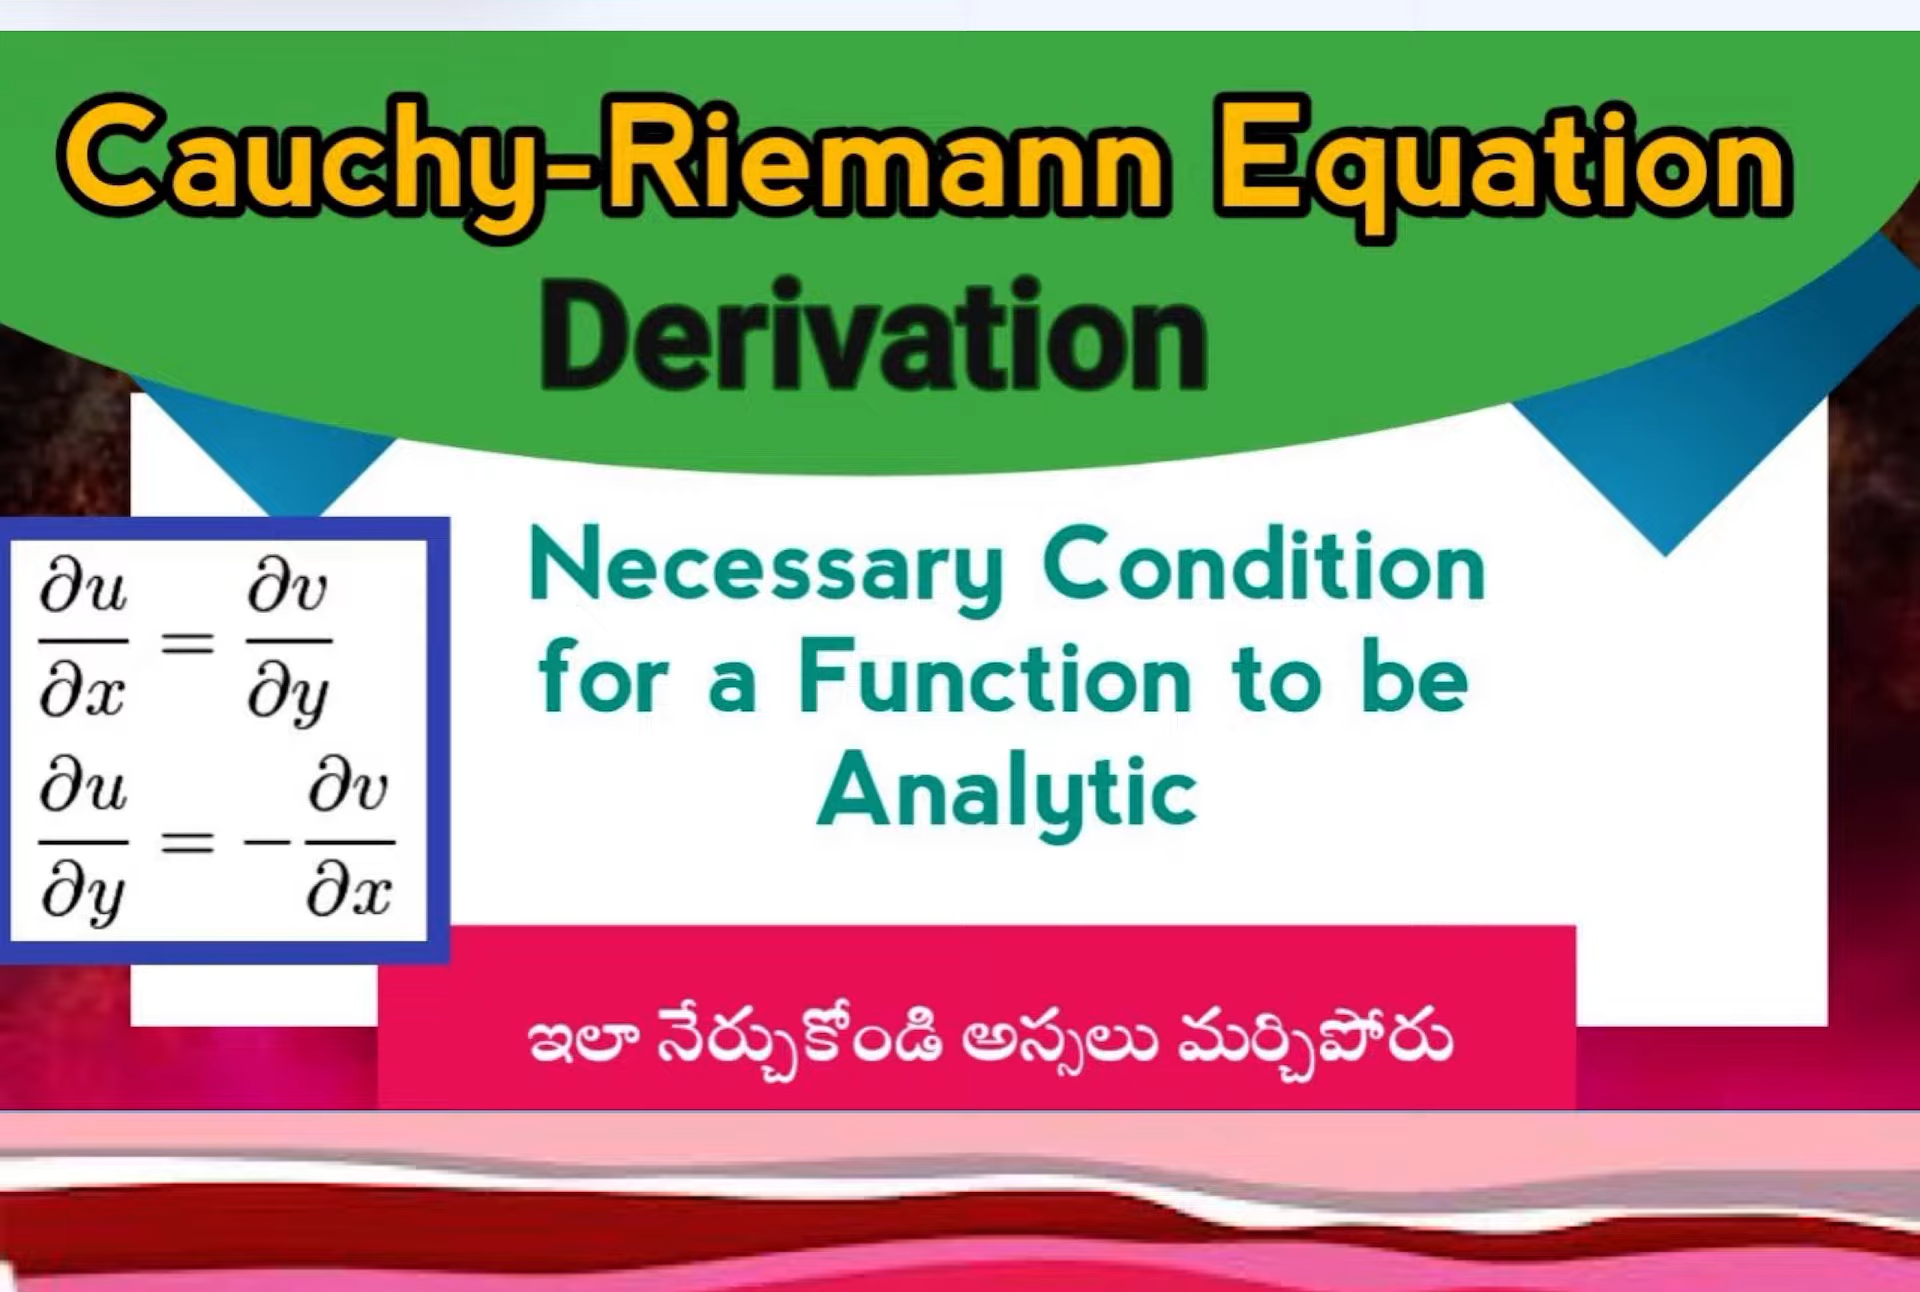 Cauchy-Riemann Equation
Derivation
∂u/∂x = ∂v/∂y
∂u/∂y = -∂v/∂x
Necessary Condition
for a Function to be
Analytic
ఇలా నేర్చుకోండి అస్సలు మర్చిపోరు